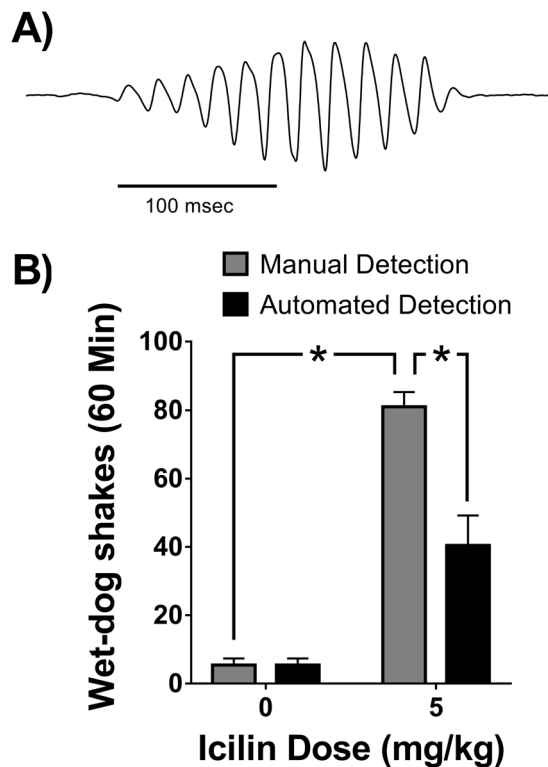 A)
100 msec
B)
Manual Detection
Automated Detection
Wet-dog shakes (60 Min)
100
80
60
40
20
0
* *
0 5
Icilin Dose (mg/kg)